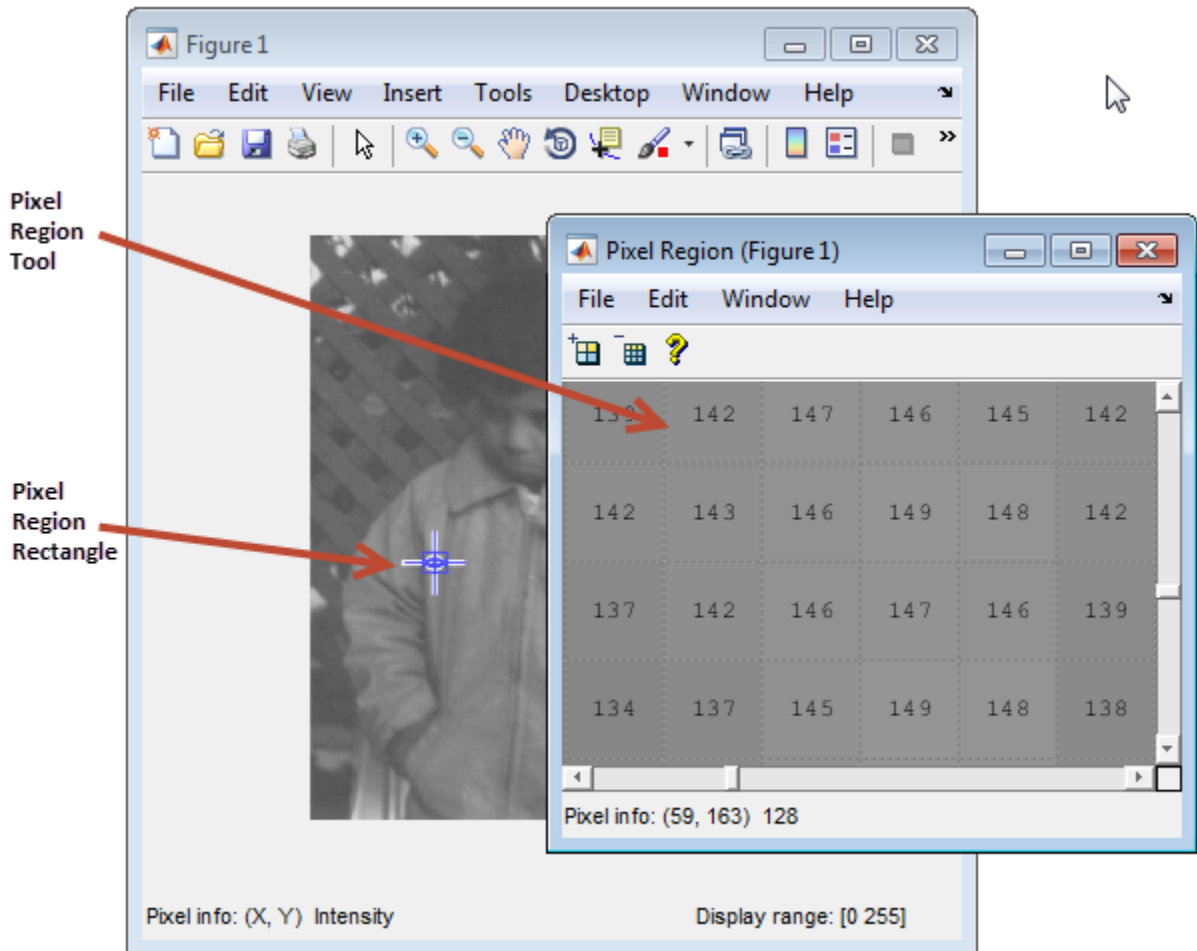 Figure 1
File Edit View Insert Tools Desktop Window Help
Pixel
Region
Tool
Pixel Region (Figure 1)
File Edit Window Help
142 147 146 145 142
142 143 146 149 148 142
137 142 146 147 146 139
134 137 145 149 148 138
Pixel info: (59, 163) 128
Pixel
Region
Rectangle
Pixel info: (X, Y) Intensity
Display range: [0 255]